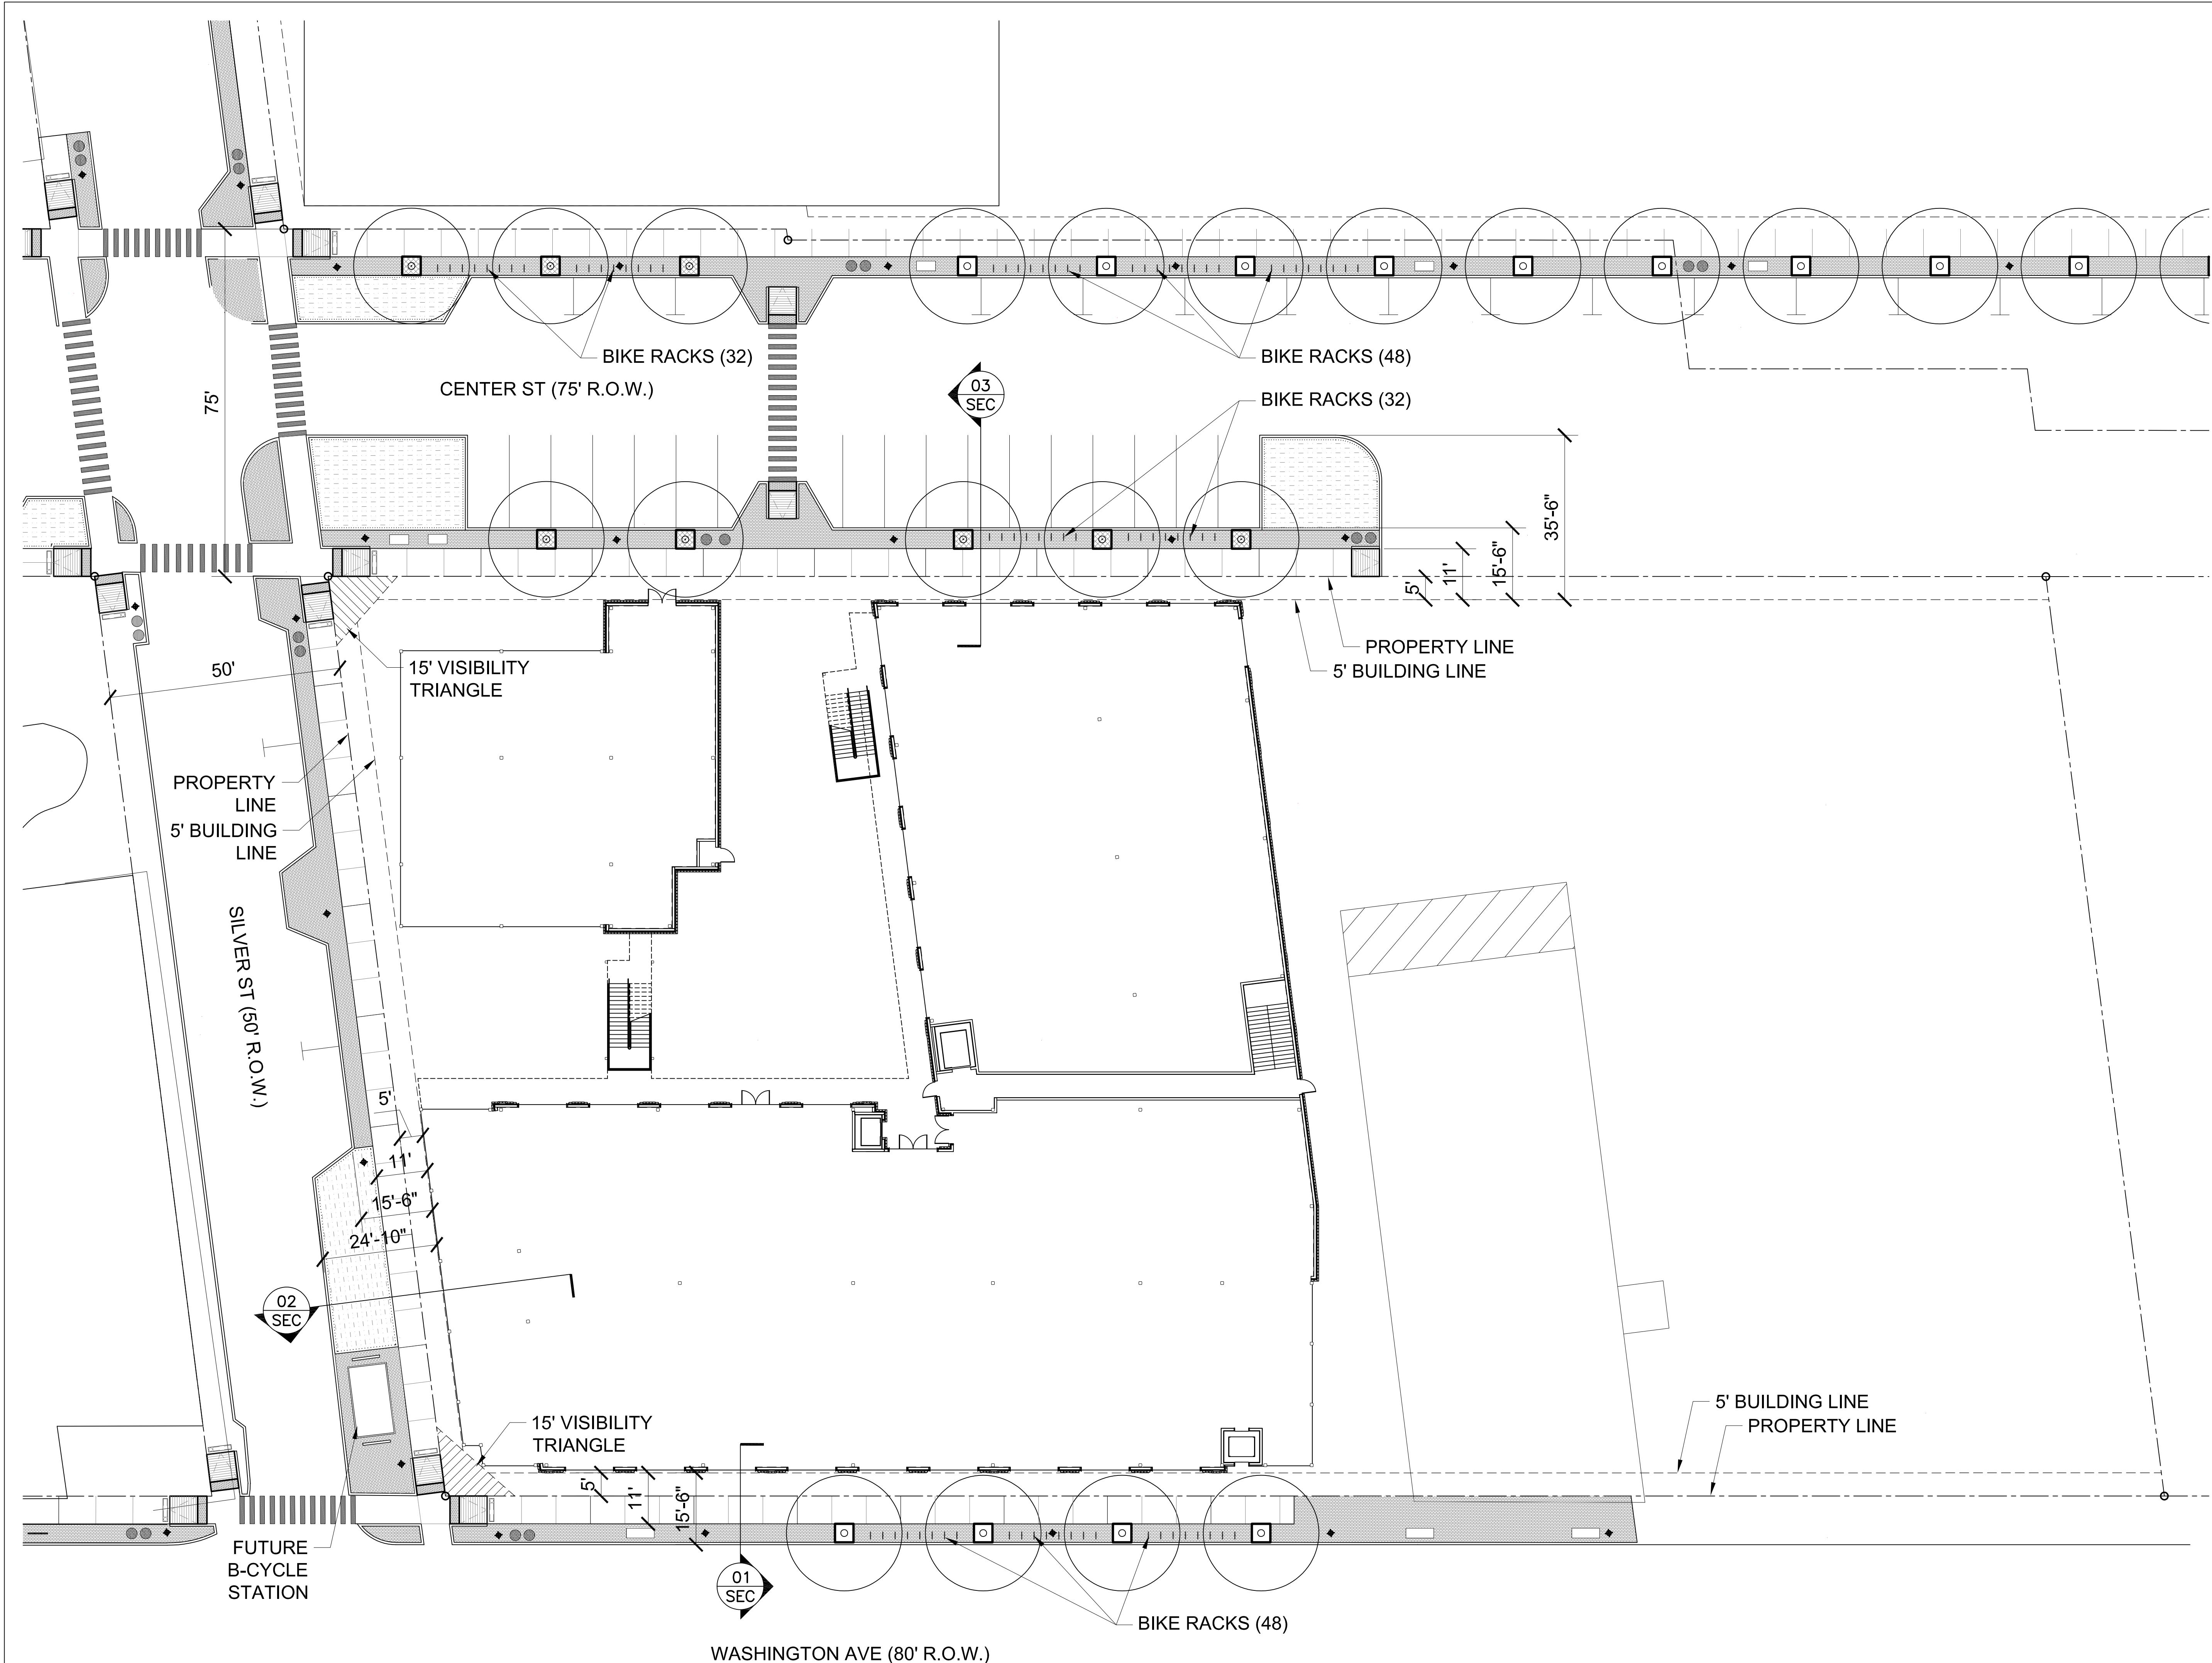 BIKE RACKS (32)
BIKE RACKS (48)
CENTER ST (75' R.O.W.)
03
SEC
BIKE RACKS (32)
75'
35'-6"
15'-6"
11'
5'
PROPERTY LINE
5' BUILDING LINE
15' VISIBILITY
TRIANGLE
50'
PROPERTY
LINE
5' BUILDING
LINE
SILVER ST (50' R.O.W.)
5'
11'
15'-6"
24'-10"
02
SEC
15' VISIBILITY
TRIANGLE
5' BUILDING LINE
PROPERTY LINE
5'
11'
15'-6"
FUTURE
B-CYCLE
STATION
01
SEC
BIKE RACKS (48)
WASHINGTON AVE (80' R.O.W.)